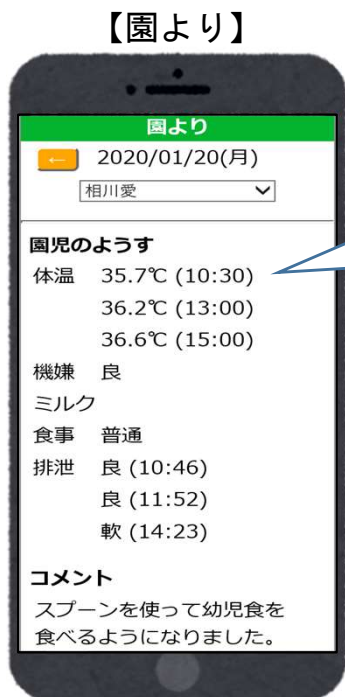 【園より】
園より
← 2020/01/20(月)
相川愛
園児のようす
体温 35.7℃ (10:30)
36.2℃ (13:00)
36.6℃ (15:00)
機嫌 良
ミルク
食事 普通
排泄 良 (10:46)
良 (11:52)
軟 (14:23)
コメント
スプーンを使って幼児食を
食べるようになりました。